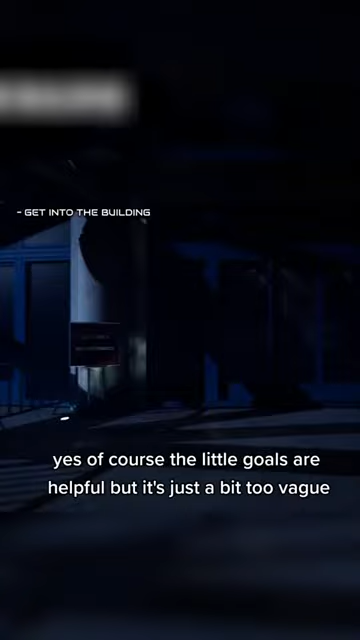 - GET INTO THE BUILDING
yes of course the little goals are
helpful but it's just a bit too vague